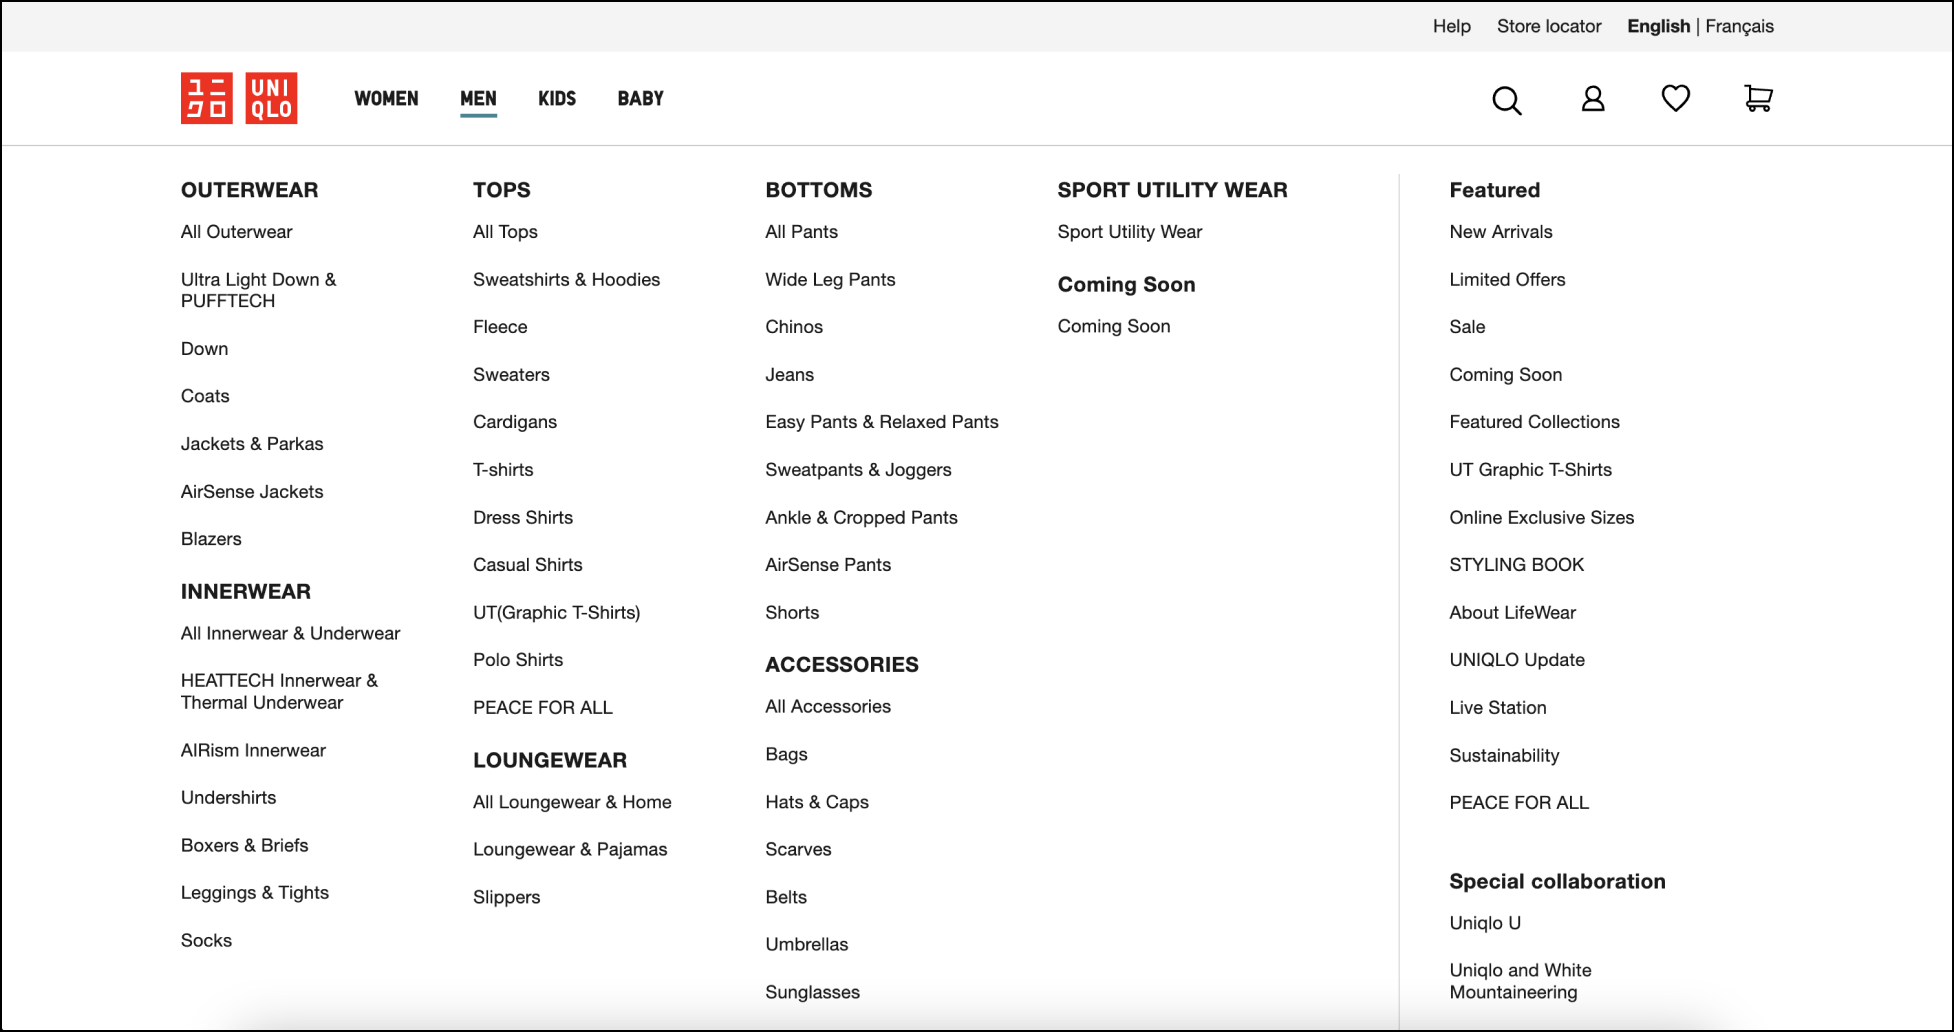 Help
Store locator
English | Français
ユニ
クロ
UNI
QLO
WOMEN
MEN
KIDS
BABY
OUTERWEAR
All Outerwear
Ultra Light Down &
PUFFTECH
Down
Coats
Jackets & Parkas
AirSense Jackets
Blazers
INNERWEAR
All Innerwear & Underwear
HEATTECH Innerwear &
Thermal Underwear
AIRism Innerwear
Undershirts
Boxers & Briefs
Leggings & Tights
Socks
TOPS
All Tops
Sweatshirts & Hoodies
Fleece
Sweaters
Cardigans
T-shirts
Dress Shirts
Casual Shirts
UT(Graphic T-Shirts)
Polo Shirts
PEACE FOR ALL
LOUNGEWEAR
All Loungewear & Home
Loungewear & Pajamas
Slippers
BOTTOMS
All Pants
Wide Leg Pants
Chinos
Jeans
Easy Pants & Relaxed Pants
Sweatpants & Joggers
Ankle & Cropped Pants
AirSense Pants
Shorts
ACCESSORIES
All Accessories
Bags
Hats & Caps
Scarves
Belts
Umbrellas
Sunglasses
SPORT UTILITY WEAR
Sport Utility Wear
Coming Soon
Coming Soon
Featured
New Arrivals
Limited Offers
Sale
Coming Soon
Featured Collections
UT Graphic T-Shirts
Online Exclusive Sizes
STYLING BOOK
About LifeWear
UNIQLO Update
Live Station
Sustainability
PEACE FOR ALL
Special collaboration
Uniqlo U
Uniqlo and White
Mountaineering